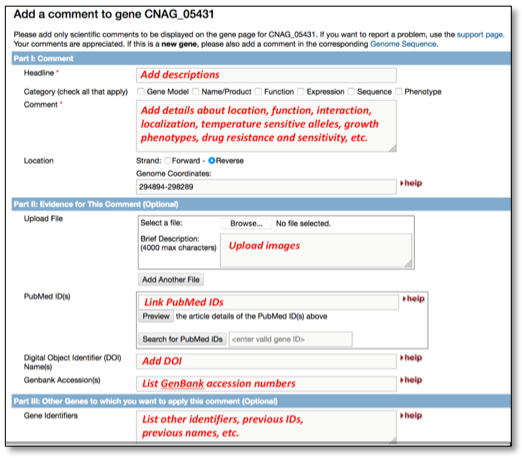 Add a comment to gene CNAG_05431
Please add only scientific comments to be displayed on the gene page for CNAG_05431. If you want to report a problem, use the support page.
Your comments are appreciated. If this is a new gene, please also add a comment in the corresponding Genome Sequence.
Part I: Comment
Headline * Add descriptions
Category (check all that apply) Gene Model Name/Product Function Expression Sequence Phenotype
Comment * Add details about location, function, interaction,
localization, temperature sensitive alleles, growth
phenotypes, drug resistance and sensitivity, etc.
Location Strand: Forward - Reverse
Genome Coordinates:
294894-298289 help
Part II: Evidence for This Comment (Optional)
Upload File Select a file: Browse... No file selected.
Brief Description:
(4000 max characters) Upload images
Add Another File
PubMed ID(s) Link PubMed IDs help
Preview the article details of the PubMed ID(s) above
Search for PubMed IDs <enter valid gene ID>
Digital Object Identifier (DOI)
Name(s) Add DOI help
Genbank Accession(s) List GenBank accession numbers help
Part III: Other Genes to which you want to apply this comment (Optional)
Gene Identifiers List other identifiers, previous IDs,
previous names, etc. help